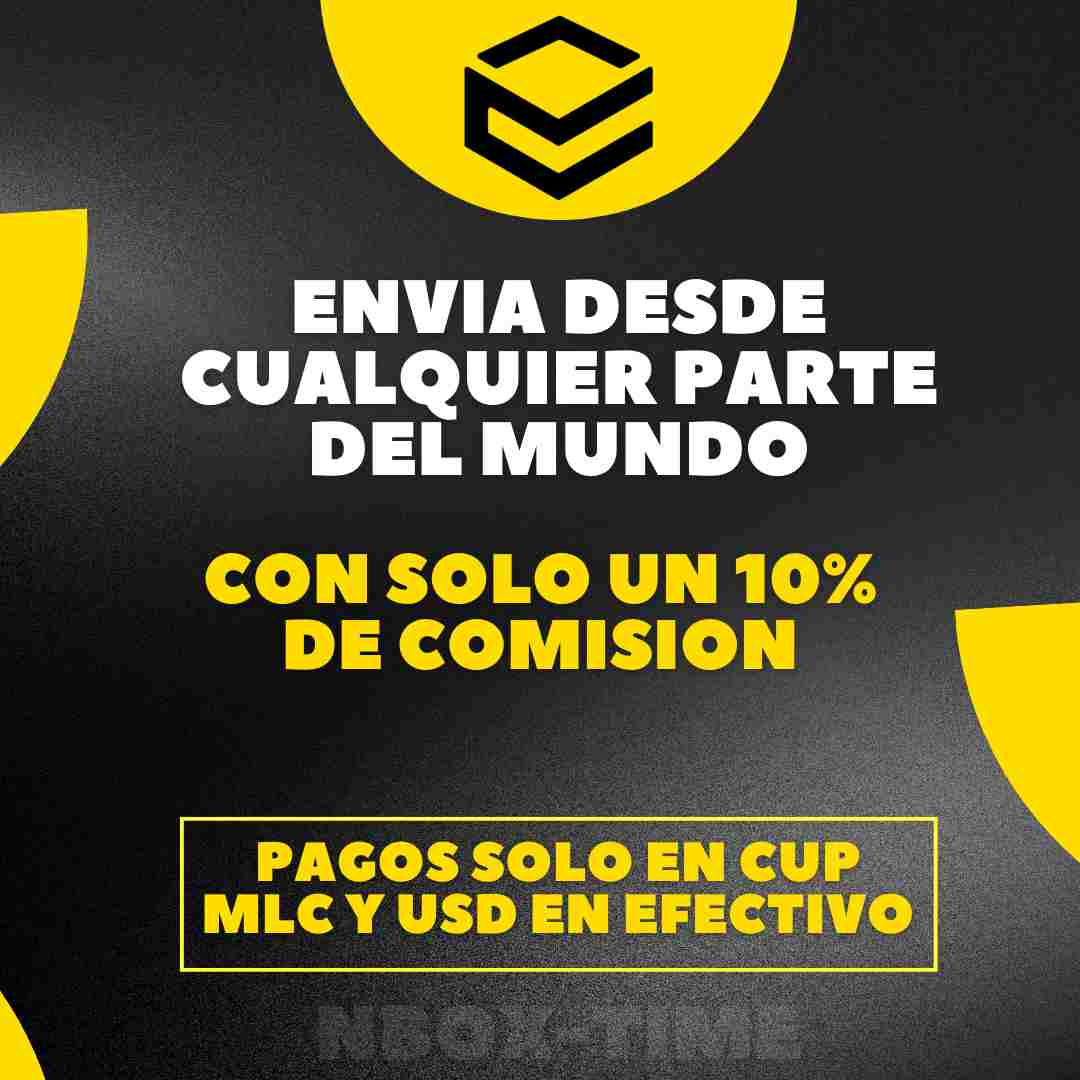 ENVIA DESDE
CUALQUIER PARTE
DEL MUNDO
CON SOLO UN 10%
DE COMISION
PAGOS SOLO EN CUP
MLC Y USD EN EFECTIVO
NBOX-TIME